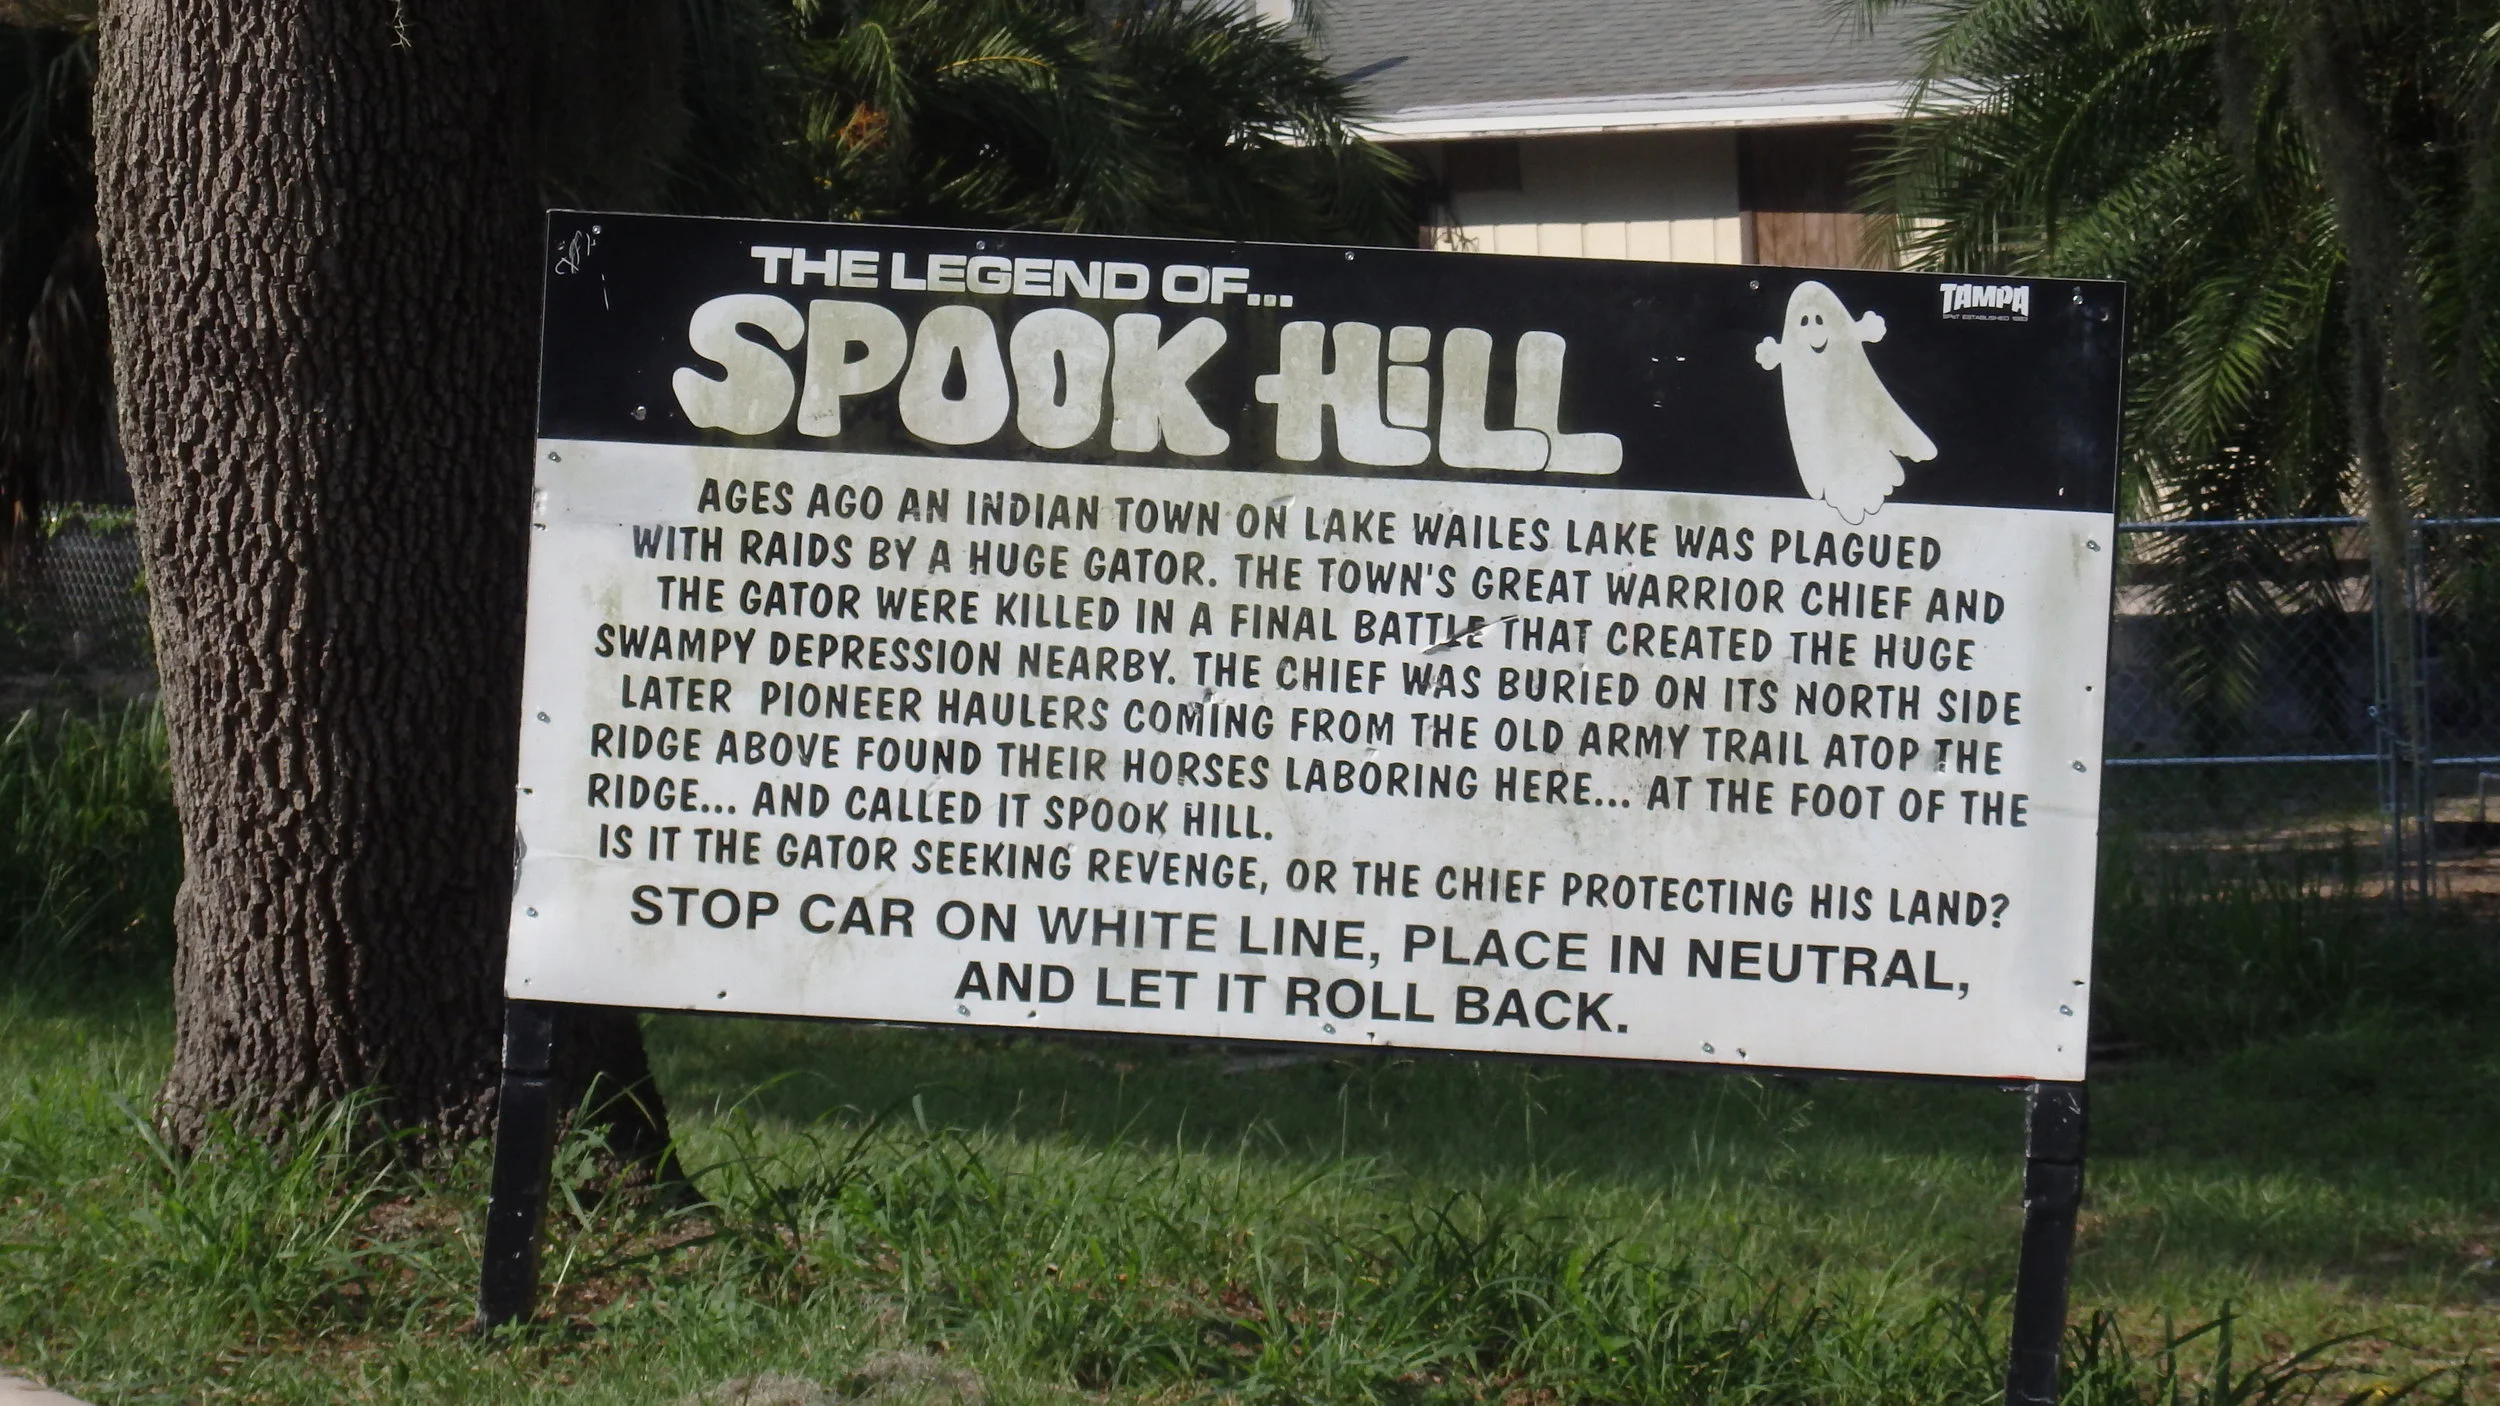 THE LEGEND OF...
SPOOK HiLL
TAMPA
AGES AGO AN INDIAN TOWN ON LAKE WAILES LAKE WAS PLAGUED
WITH RAIDS BY A HUGE GATOR. THE TOWN'S GREAT WARRIOR CHIEF AND
THE GATOR WERE KILLED IN A FINAL BATTLE THAT CREATED THE HUGE
SWAMPY DEPRESSION NEARBY. THE CHIEF WAS BURIED ON ITS NORTH SIDE
LATER PIONEER HAULERS COMING FROM THE OLD ARMY TRAIL ATOP THE
RIDGE ABOVE FOUND THEIR HORSES LABORING HERE... AT THE FOOT OF THE
RIDGE... AND CALLED IT SPOOK HILL.
IS IT THE GATOR SEEKING REVENGE, OR THE CHIEF PROTECTING HIS LAND?
STOP CAR ON WHITE LINE, PLACE IN NEUTRAL,
AND LET IT ROLL BACK.